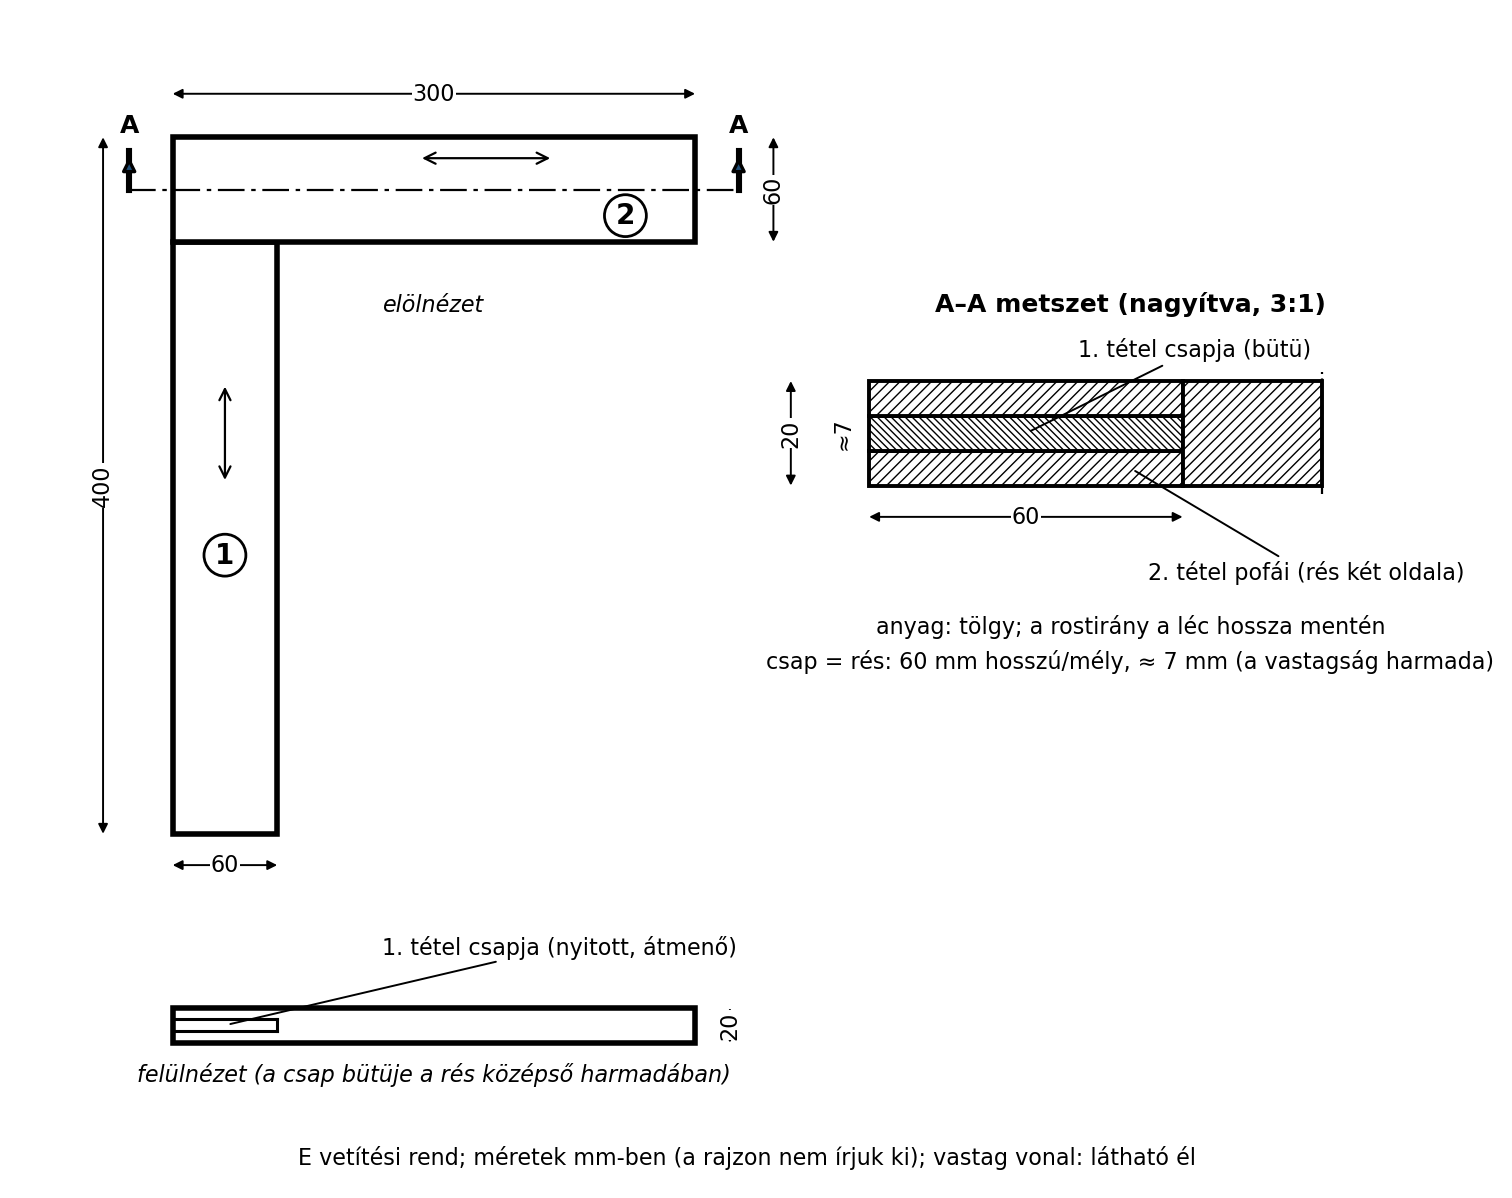 300
A
A
60
2
elölnézet
A–A metszet (nagyítva, 3:1)
1. tétel csapja (bütü)
20
≈7
400
60
1
2. tétel pofái (rés két oldala)
anyag: tölgy; a rostirány a léc hossza mentén
csap = rés: 60 mm hosszú/mély, ≈ 7 mm (a vastagság harmada)
60
1. tétel csapja (nyitott, átmenő)
20
felülnézet (a csap bütüje a rés középső harmadában)
E vetítési rend; méretek mm-ben (a rajzon nem írjuk ki); vastag vonal: látható él